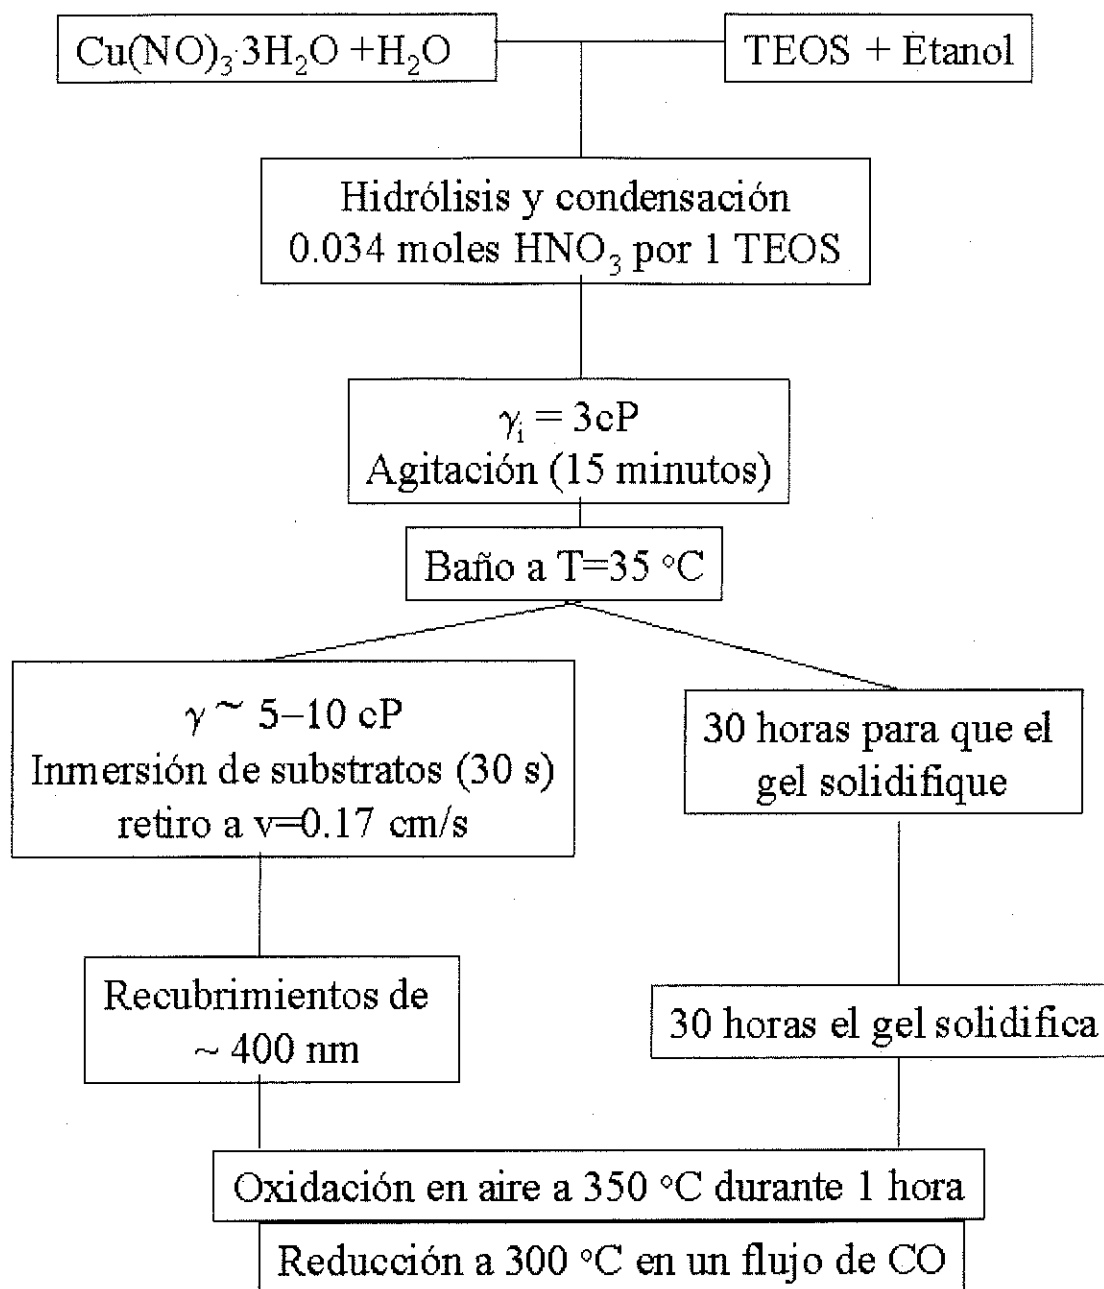 Cu(NO)₃·3H₂O +H₂O
TEOS + Etanol
Hidrólisis y condensación
0.034 moles HNO₃ por 1 TEOS
γᵢ = 3cP
Agitación (15 minutos)
Baño a T=35 °C
γ ~ 5–10 cP
Inmersión de substratos (30 s)
retiro a v=0.17 cm/s
30 horas para que el
gel solidifique
Recubrimientos de
~ 400 nm
30 horas el gel solidifica
Oxidación en aire a 350 °C durante 1 hora
Reducción a 300 °C en un flujo de CO